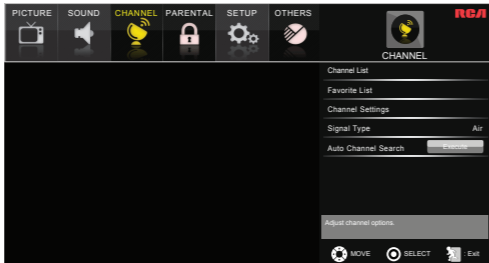 PICTURE SOUND CHANNEL PARENTAL SETUP OTHERS
RCA
CHANNEL
Channel List
Favorite List
Channel Settings
Signal Type Air
Auto Channel Search Execute
Adjust channel options.
MOVE SELECT : Exit